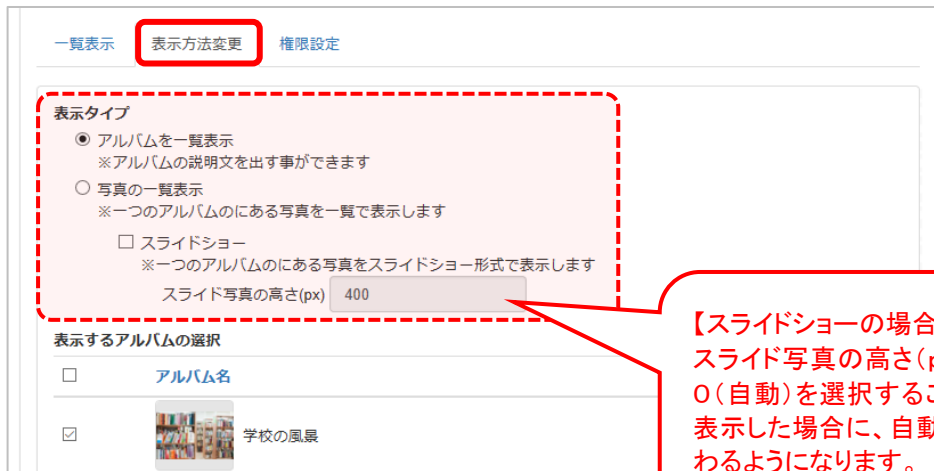 一覧表示 表示方法変更 権限設定
表示タイプ
アルバムを一覧表示
※アルバムの説明文を出す事ができます
写真の一覧表示
※一つのアルバムのにある写真を一覧で表示します
スライドショー
※一つのアルバムのにある写真をスライドショー形式で表示します
スライド写真の高さ(px) 400
表示するアルバムの選択
アルバム名
学校の風景
【スライドショーの場合
スライド写真の高さ(p
0(自動)を選択するこ
表示した場合に、自動
わるようになります。